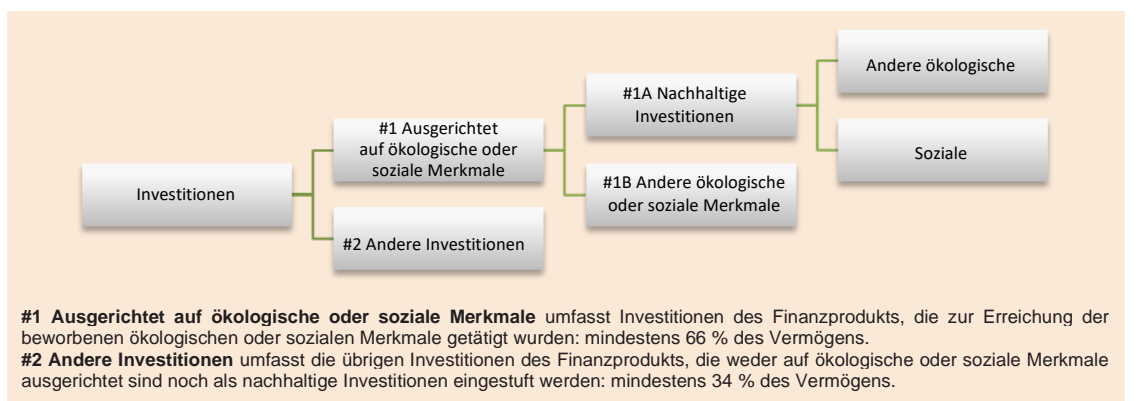 Investitionen
#1 Ausgerichtet
auf ökologische oder
soziale Merkmale
#2 Andere Investitionen
#1A Nachhaltige
Investitionen
#1B Andere ökologische
oder soziale Merkmale
Andere ökologische
Soziale
#1 Ausgerichtet auf ökologische oder soziale Merkmale umfasst Investitionen des Finanzprodukts, die zur Erreichung der
beworbenen ökologischen oder sozialen Merkmale getätigt wurden: mindestens 66 % des Vermögens.
#2 Andere Investitionen umfasst die übrigen Investitionen des Finanzprodukts, die weder auf ökologische oder soziale Merkmale
ausgerichtet sind noch als nachhaltige Investitionen eingestuft werden: mindestens 34 % des Vermögens.